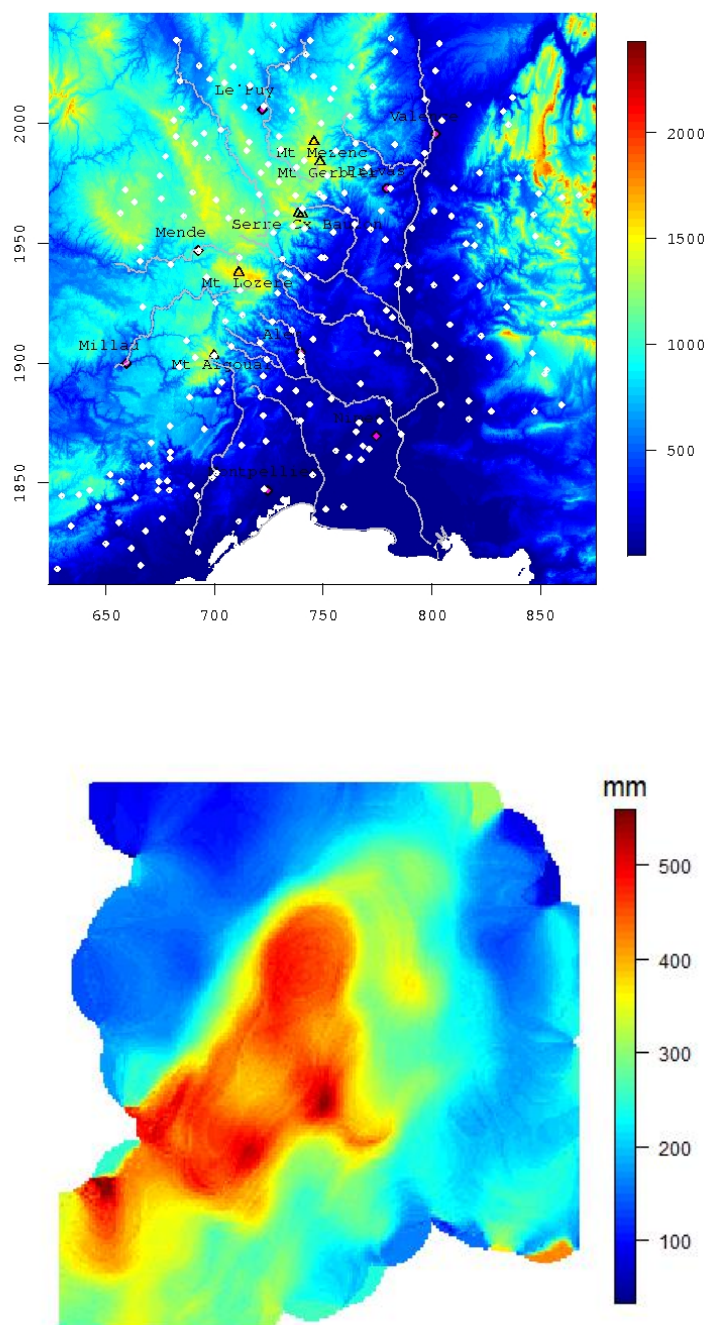 Le Puy
Valence
Mt Mezenc
Mt Gerbier
Privas
Serre Cx Bauzon
Mende
Mt Lozere
Millau
Ales
Mt Aigoual
Nimes
Montpellier
2000
1950
1900
1850
650
700
750
800
850
2000
1500
1000
500
mm
500
400
300
200
100